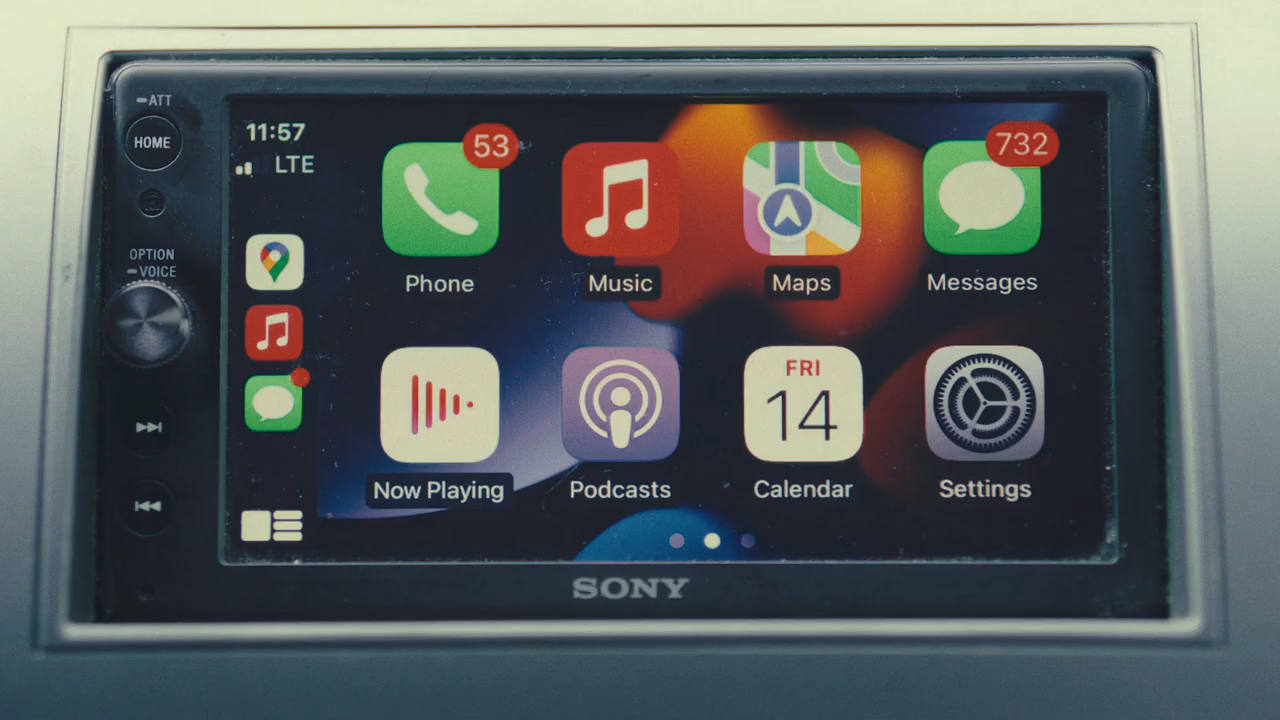 ATT
HOME
OPTION
VOICE
11:57
LTE
53
732
Phone
Music
Maps
Messages
FRI
14
Now Playing
Podcasts
Calendar
Settings
SONY